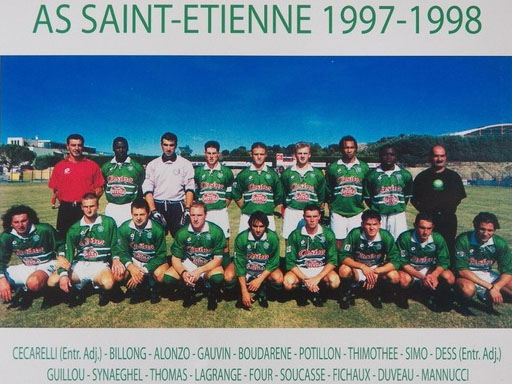 AS SAINT-ETIENNE 1997-1998
CECARELLI (Entr. Adj.) - BILLONG - ALONZO - GAUVIN - BOUDARENE - POTILLON - THIMOTHEE - SIMO - DESS (Entr. Adj.)
GUILLOU - SYNAEGHEL - THOMAS - LAGRANGE - FOUR - SOUCASSE - FICHAUX - DUVEAU - MANNUCCI